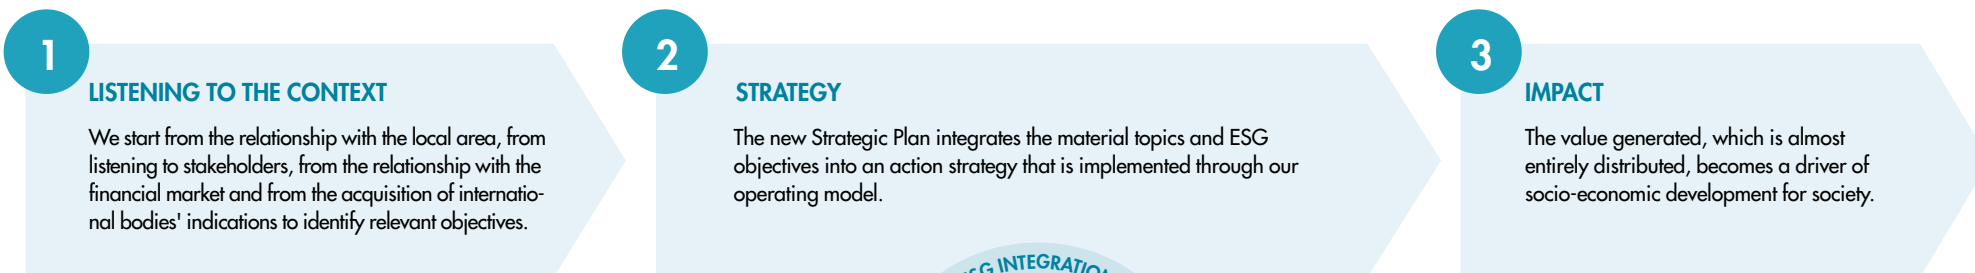 1
LISTENING TO THE CONTEXT
We start from the relationship with the local area, from
listening to stakeholders, from the relationship with the
financial market and from the acquisition of internatio-
nal bodies' indications to identify relevant objectives.
2
STRATEGY
The new Strategic Plan integrates the material topics and ESG
objectives into an action strategy that is implemented through our
operating model.
INTEGRATION
3
IMPACT
The value generated, which is almost
entirely distributed, becomes a driver of
socio-economic development for society.